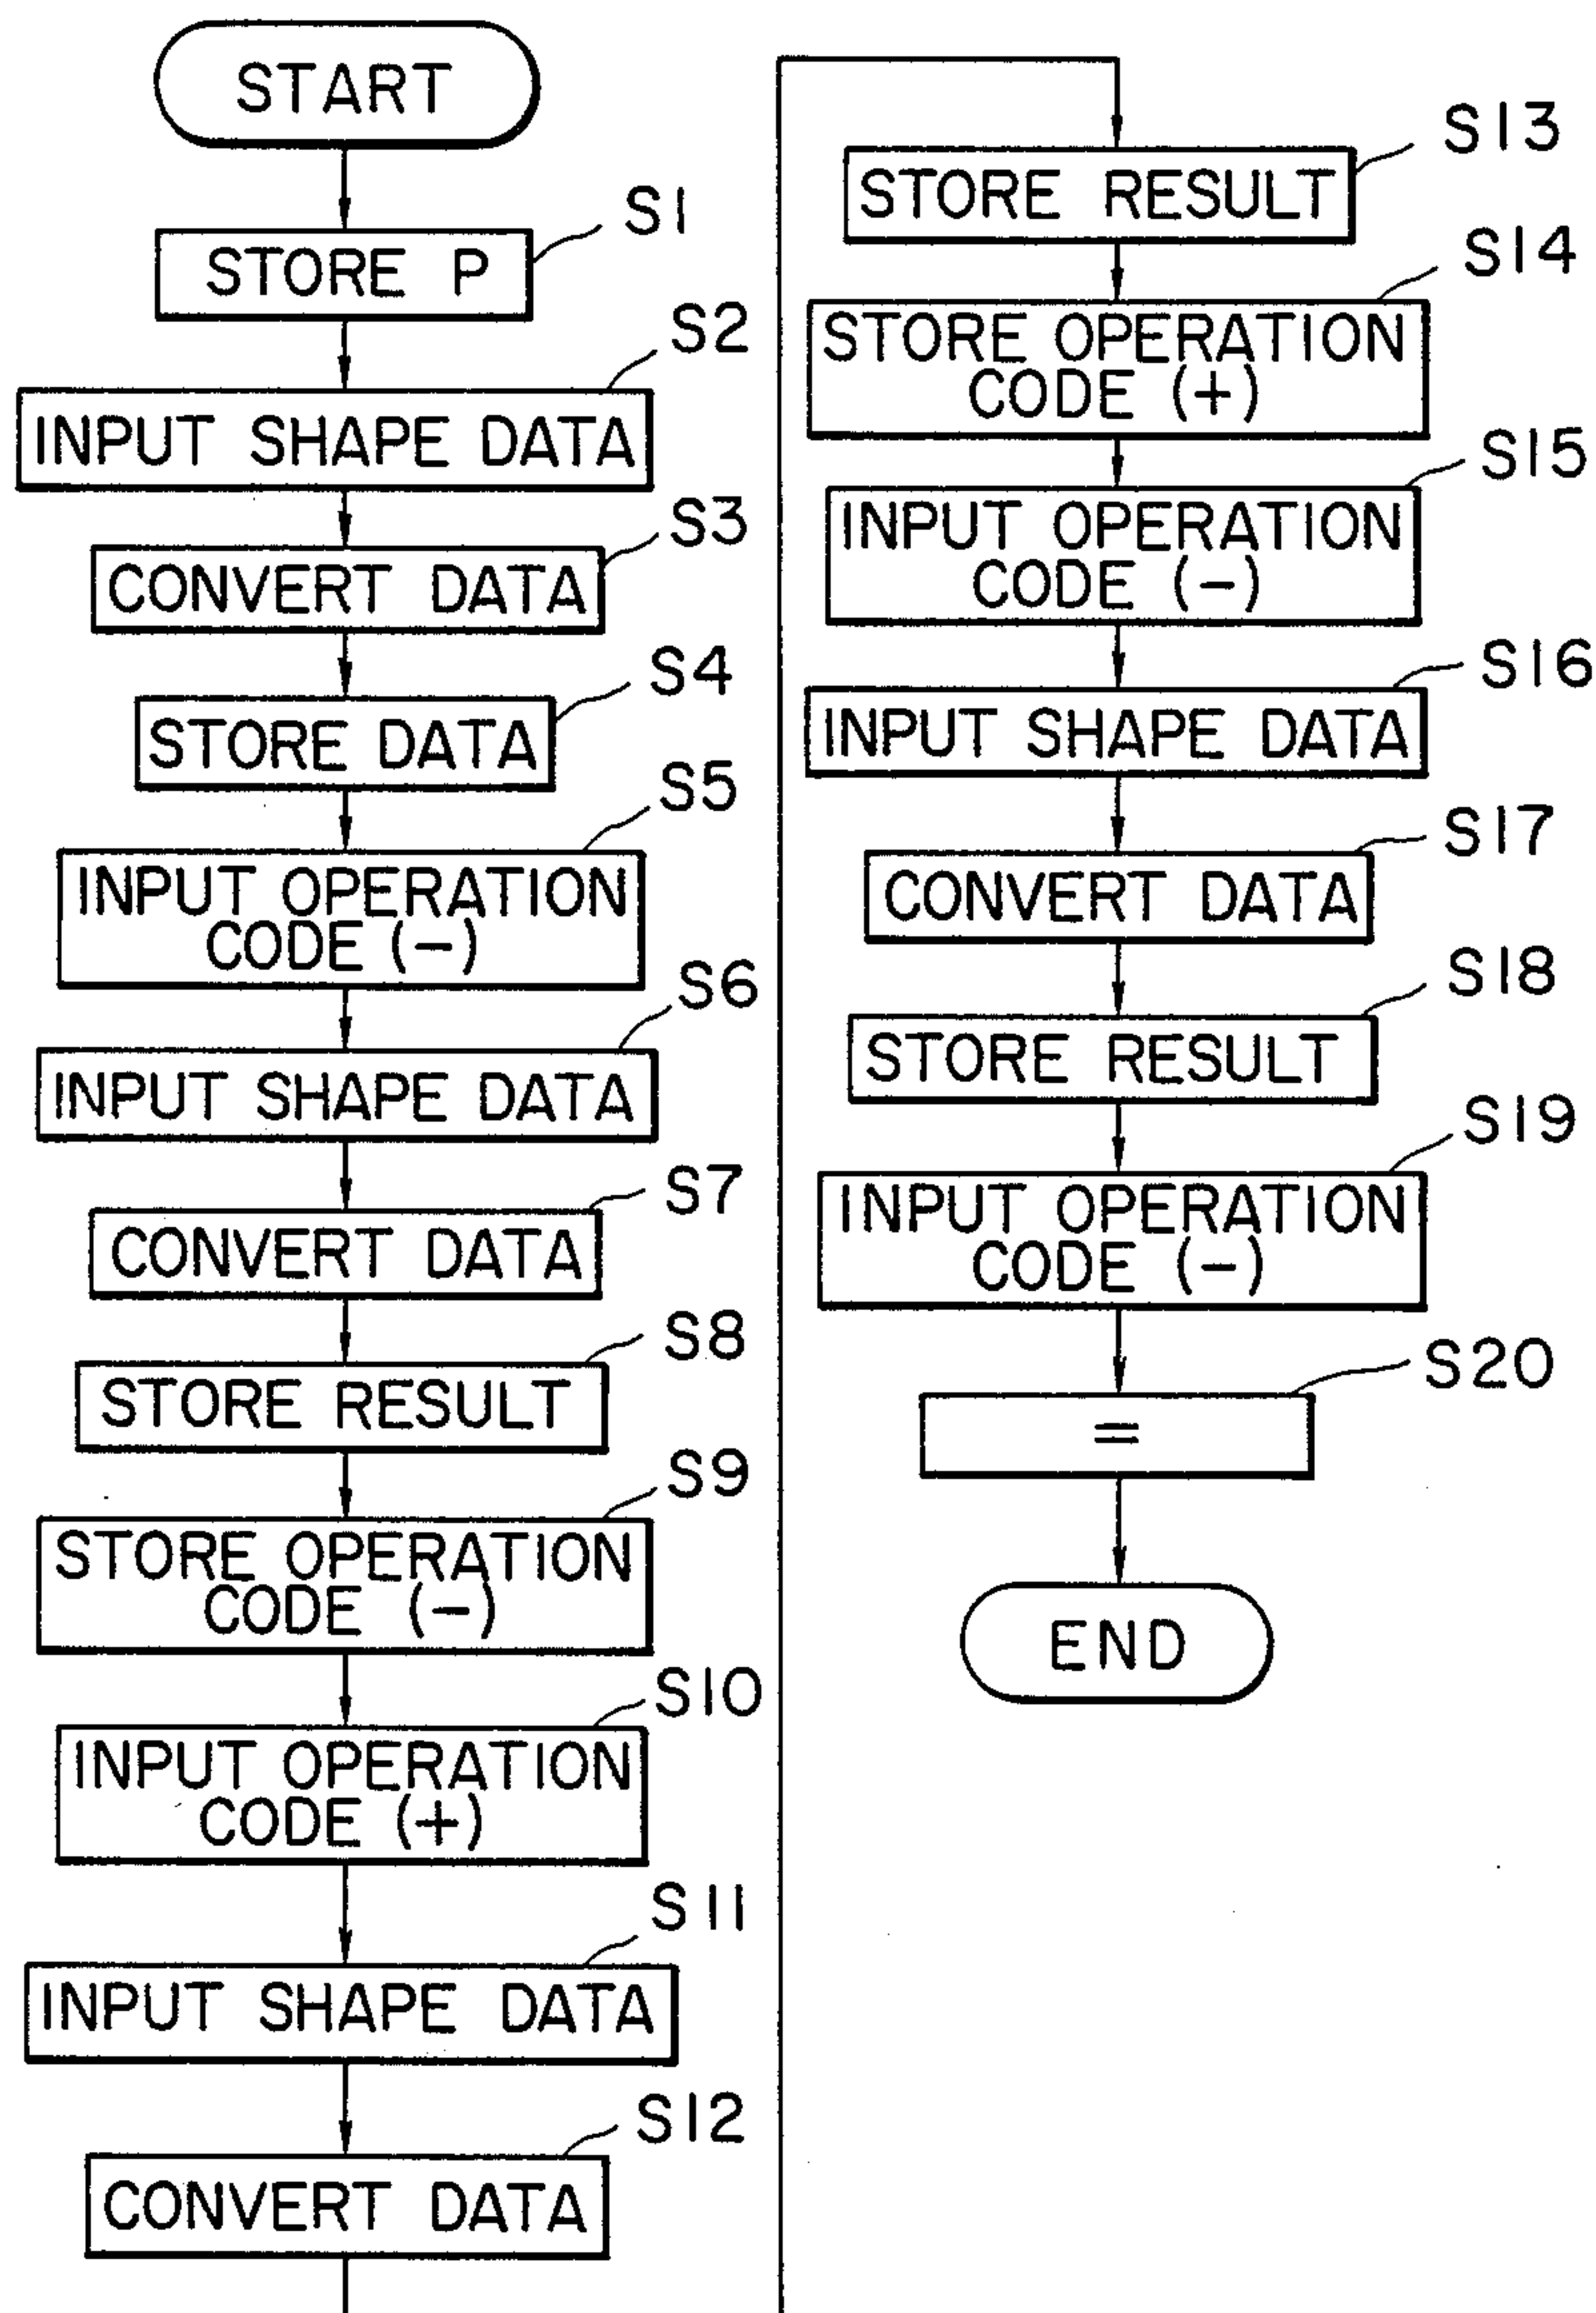 START
S1
STORE P
S2
INPUT SHAPE DATA
S3
CONVERT DATA
S4
STORE DATA
S5
INPUT OPERATION
CODE (−)
S6
INPUT SHAPE DATA
S7
CONVERT DATA
S8
STORE RESULT
S9
STORE OPERATION
CODE (−)
S10
INPUT OPERATION
CODE (+)
S11
INPUT SHAPE DATA
S12
CONVERT DATA
S13
STORE RESULT
S14
STORE OPERATION
CODE (+)
S15
INPUT OPERATION
CODE (−)
S16
INPUT SHAPE DATA
S17
CONVERT DATA
S18
STORE RESULT
S19
INPUT OPERATION
CODE (−)
S20
=
END